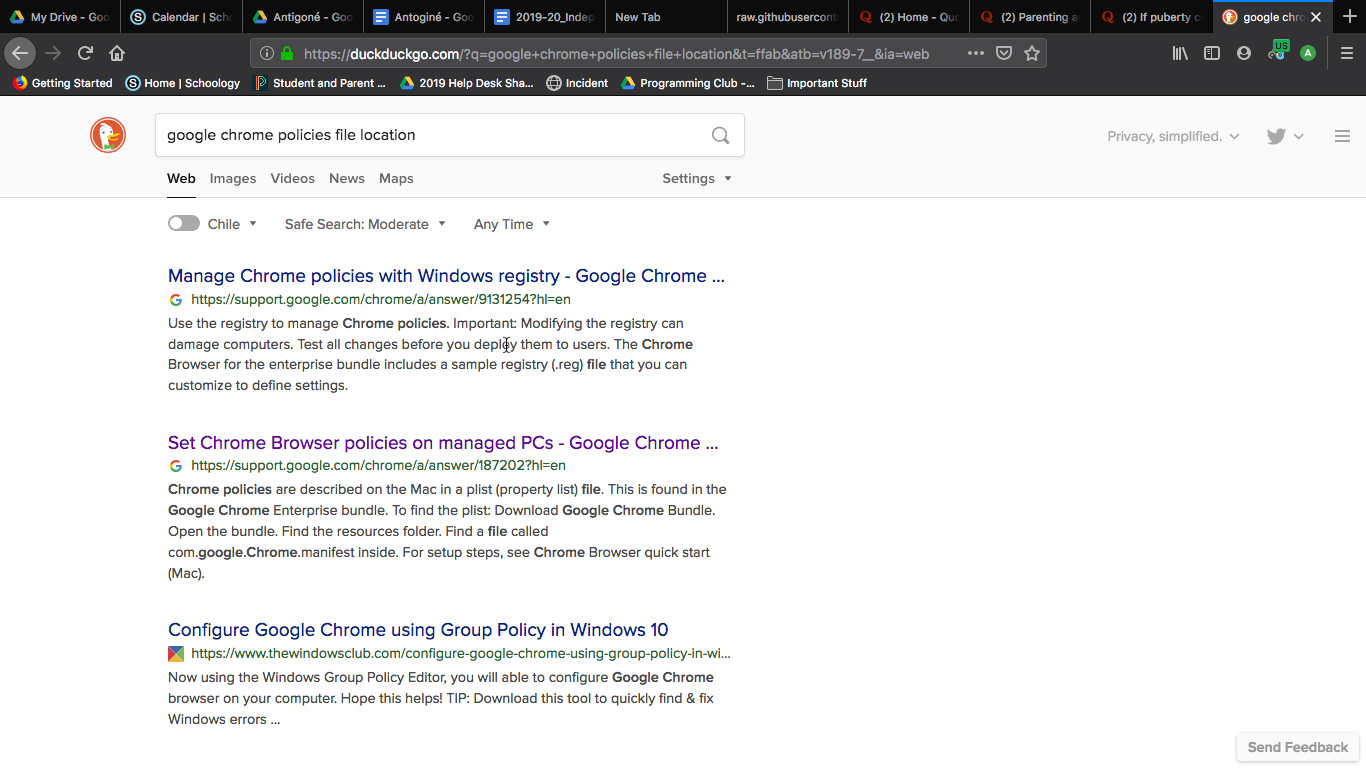 My Drive - Goo
Calendar | Sch
Antigoné - Goo
Antoginé - Goo
2019-20_Indep
New Tab
raw.githubusercont
(2) Home - Quo
(2) Parenting a
(2) If puberty c
google chro
https://duckduckgo.com/?q=google+chrome+policies+file+location&t=ffab&atb=v189-7__&ia=web
US
A
Getting Started
Home | Schoology
Student and Parent ...
2019 Help Desk Sha...
Incident
Programming Club -...
Important Stuff
google chrome policies file location
Privacy, simplified.
Web Images Videos News Maps Settings
Chile Safe Search: Moderate Any Time
Manage Chrome policies with Windows registry - Google Chrome ...
https://support.google.com/chrome/a/answer/9131254?hl=en
Use the registry to manage Chrome policies. Important: Modifying the registry can
damage computers. Test all changes before you deploy them to users. The Chrome
Browser for the enterprise bundle includes a sample registry (.reg) file that you can
customize to define settings.
Set Chrome Browser policies on managed PCs - Google Chrome ...
https://support.google.com/chrome/a/answer/187202?hl=en
Chrome policies are described on the Mac in a plist (property list) file. This is found in the
Google Chrome Enterprise bundle. To find the plist: Download Google Chrome Bundle.
Open the bundle. Find the resources folder. Find a file called
com.google.Chrome.manifest inside. For setup steps, see Chrome Browser quick start
(Mac).
Configure Google Chrome using Group Policy in Windows 10
https://www.thewindowsclub.com/configure-google-chrome-using-group-policy-in-wi...
Now using the Windows Group Policy Editor, you will able to configure Google Chrome
browser on your computer. Hope this helps! TIP: Download this tool to quickly find & fix
Windows errors ...
Send Feedback